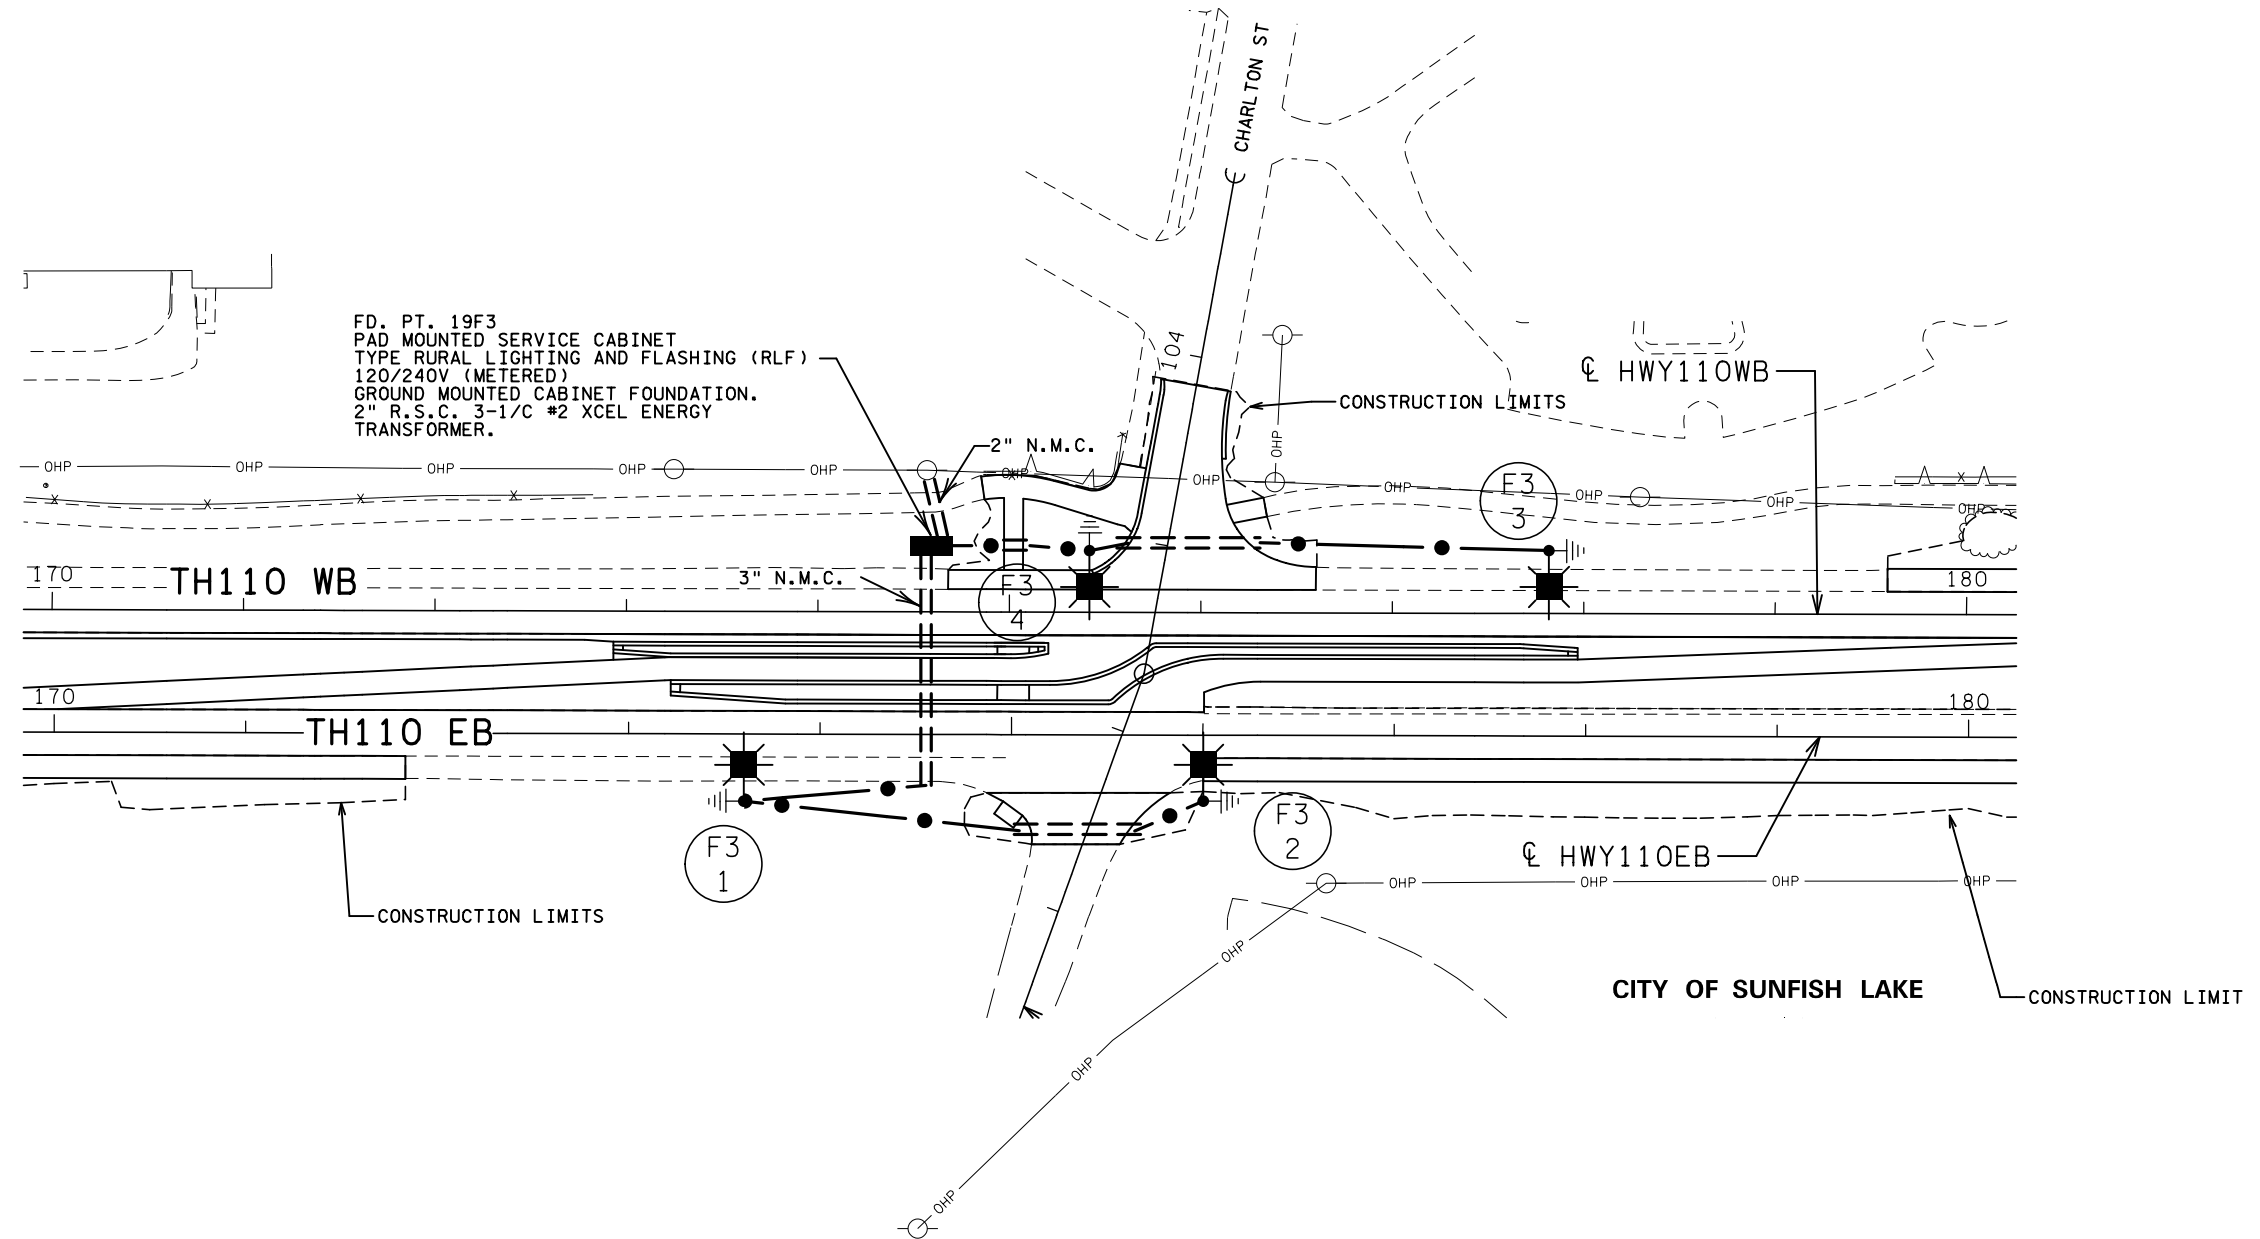 CHARLTON ST
104
FD. PT. 19F3
PAD MOUNTED SERVICE CABINET
TYPE RURAL LIGHTING AND FLASHING (RLF)
120/240V (METERED)
GROUND MOUNTED CABINET FOUNDATION.
2" R.S.C. 3-1/C #2 XCEL ENERGY
TRANSFORMER.
℄ HWY110WB
CONSTRUCTION LIMITS
2" N.M.C.
OHP
OHP
OHP
OHP
OHP
OHP
OHP
OHP
OHP
OHP
OHP
OHP
X
X
X
X
X
X
X
F3
3
170
TH110 WB
3" N.M.C.
F3
4
180
170
180
TH110 EB
F3
1
F3
2
℄ HWY110EB
OHP
OHP
OHP
OHP
CONSTRUCTION LIMITS
OHP
CITY OF SUNFISH LAKE
CONSTRUCTION LIMIT
OHP
OHP